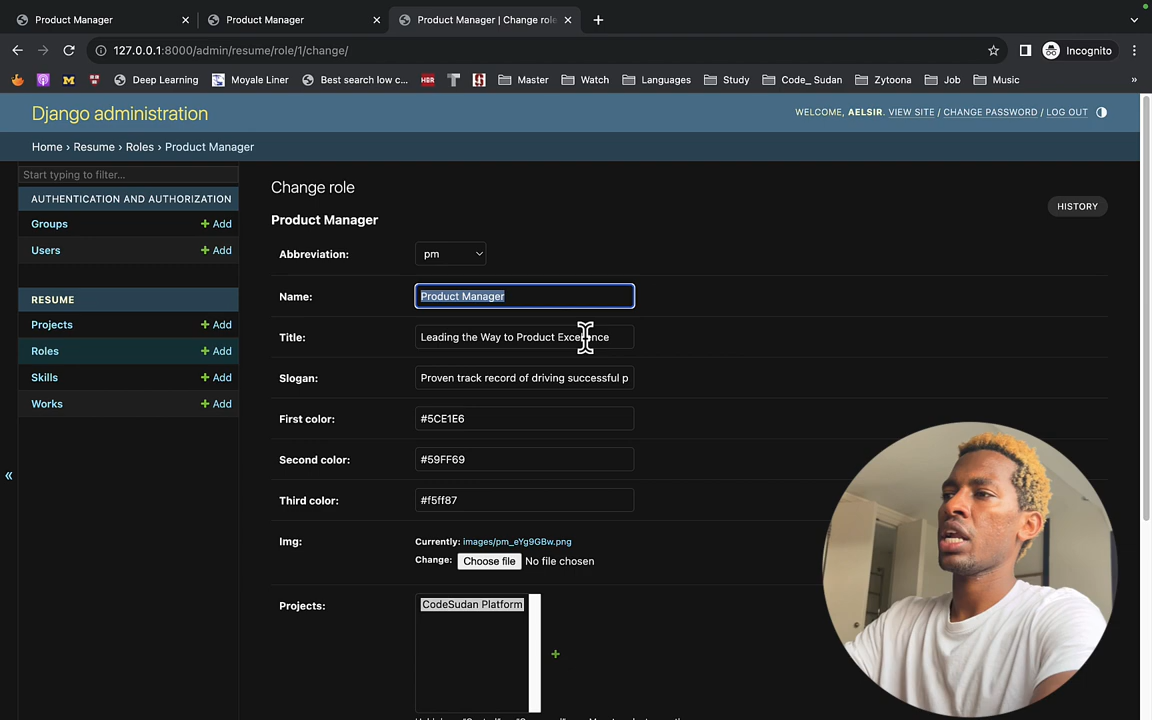 Product Manager
Product Manager
Product Manager | Change role
127.0.0.1:8000/admin/resume/role/1/change/
Incognito
Deep Learning
Moyale Liner
Best search low c...
HBR
Master
Watch
Languages
Study
Code_ Sudan
Zytoona
Job
Music
»
Django administration
WELCOME, AELSIR. VIEW SITE / CHANGE PASSWORD / LOG OUT
Home › Resume › Roles › Product Manager
Start typing to filter...
AUTHENTICATION AND AUTHORIZATION
Groups + Add
Users + Add
RESUME
Projects + Add
Roles + Add
Skills + Add
Works + Add
«
Change role
HISTORY
Product Manager
Abbreviation: pm
Name: Product Manager
Title: Leading the Way to Product Excellence
Slogan: Proven track record of driving successful p
First color: #5CE1E6
Second color: #59FF69
Third color: #f5ff87
Img: Currently: images/pm_eYg9GBw.png
Change: Choose file No file chosen
Projects: CodeSudan Platform